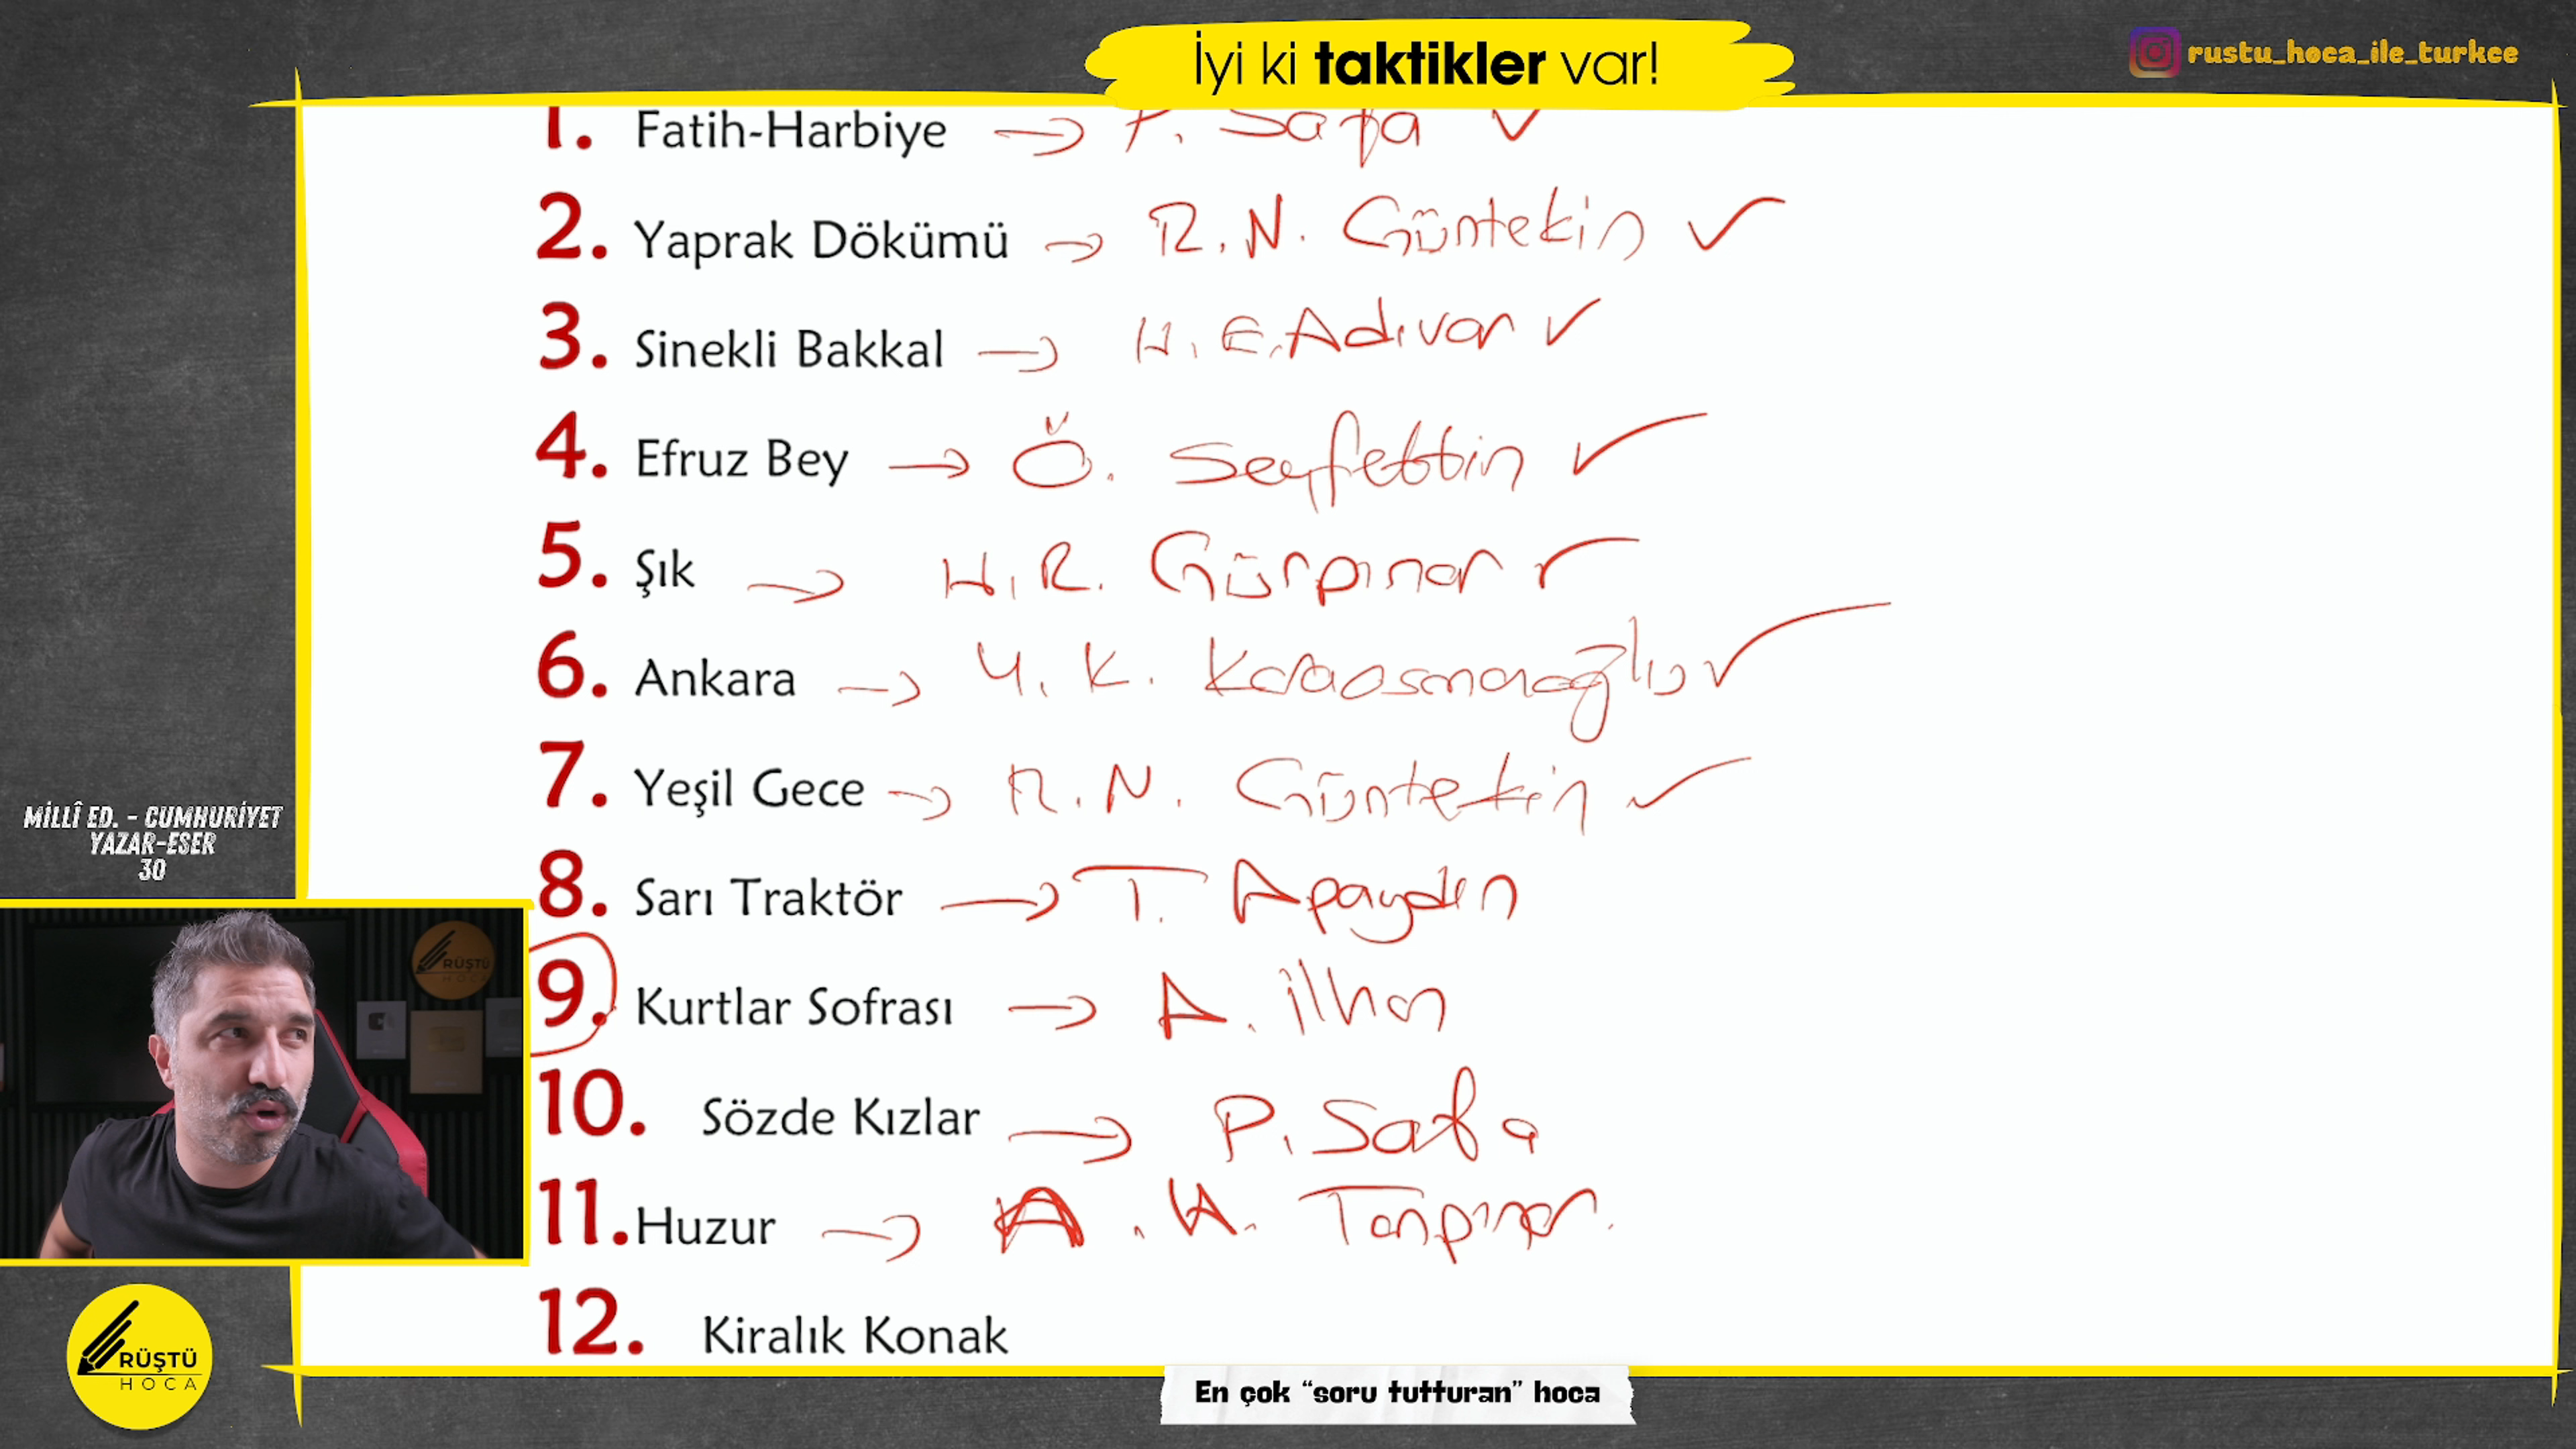 İyi ki taktikler var!
rustu_hoca_ile_turkce
1. Fatih-Harbiye → P. Safa ✓
2. Yaprak Dökümü → R. N. Güntekin ✓
3. Sinekli Bakkal → H. E. Adıvar ✓
4. Efruz Bey → Ö. Seyfettin ✓
5. Şık → H. R. Gürpınar ✓
6. Ankara → Y. K. Karaosmanoğlu ✓
7. Yeşil Gece → R. N. Güntekin ✓
8. Sarı Traktör → T. Apaydın
9. Kurtlar Sofrası → A. İlhan
10. Sözde Kızlar → P. Safa
11. Huzur → A. H. Tanpınar.
12. Kiralık Konak
MİLLÎ ED. - CUMHURİYET
YAZAR-ESER
30
RÜŞTÜ
HOCA
RÜŞTÜ
HOCA
En çok “soru tutturan” hoca